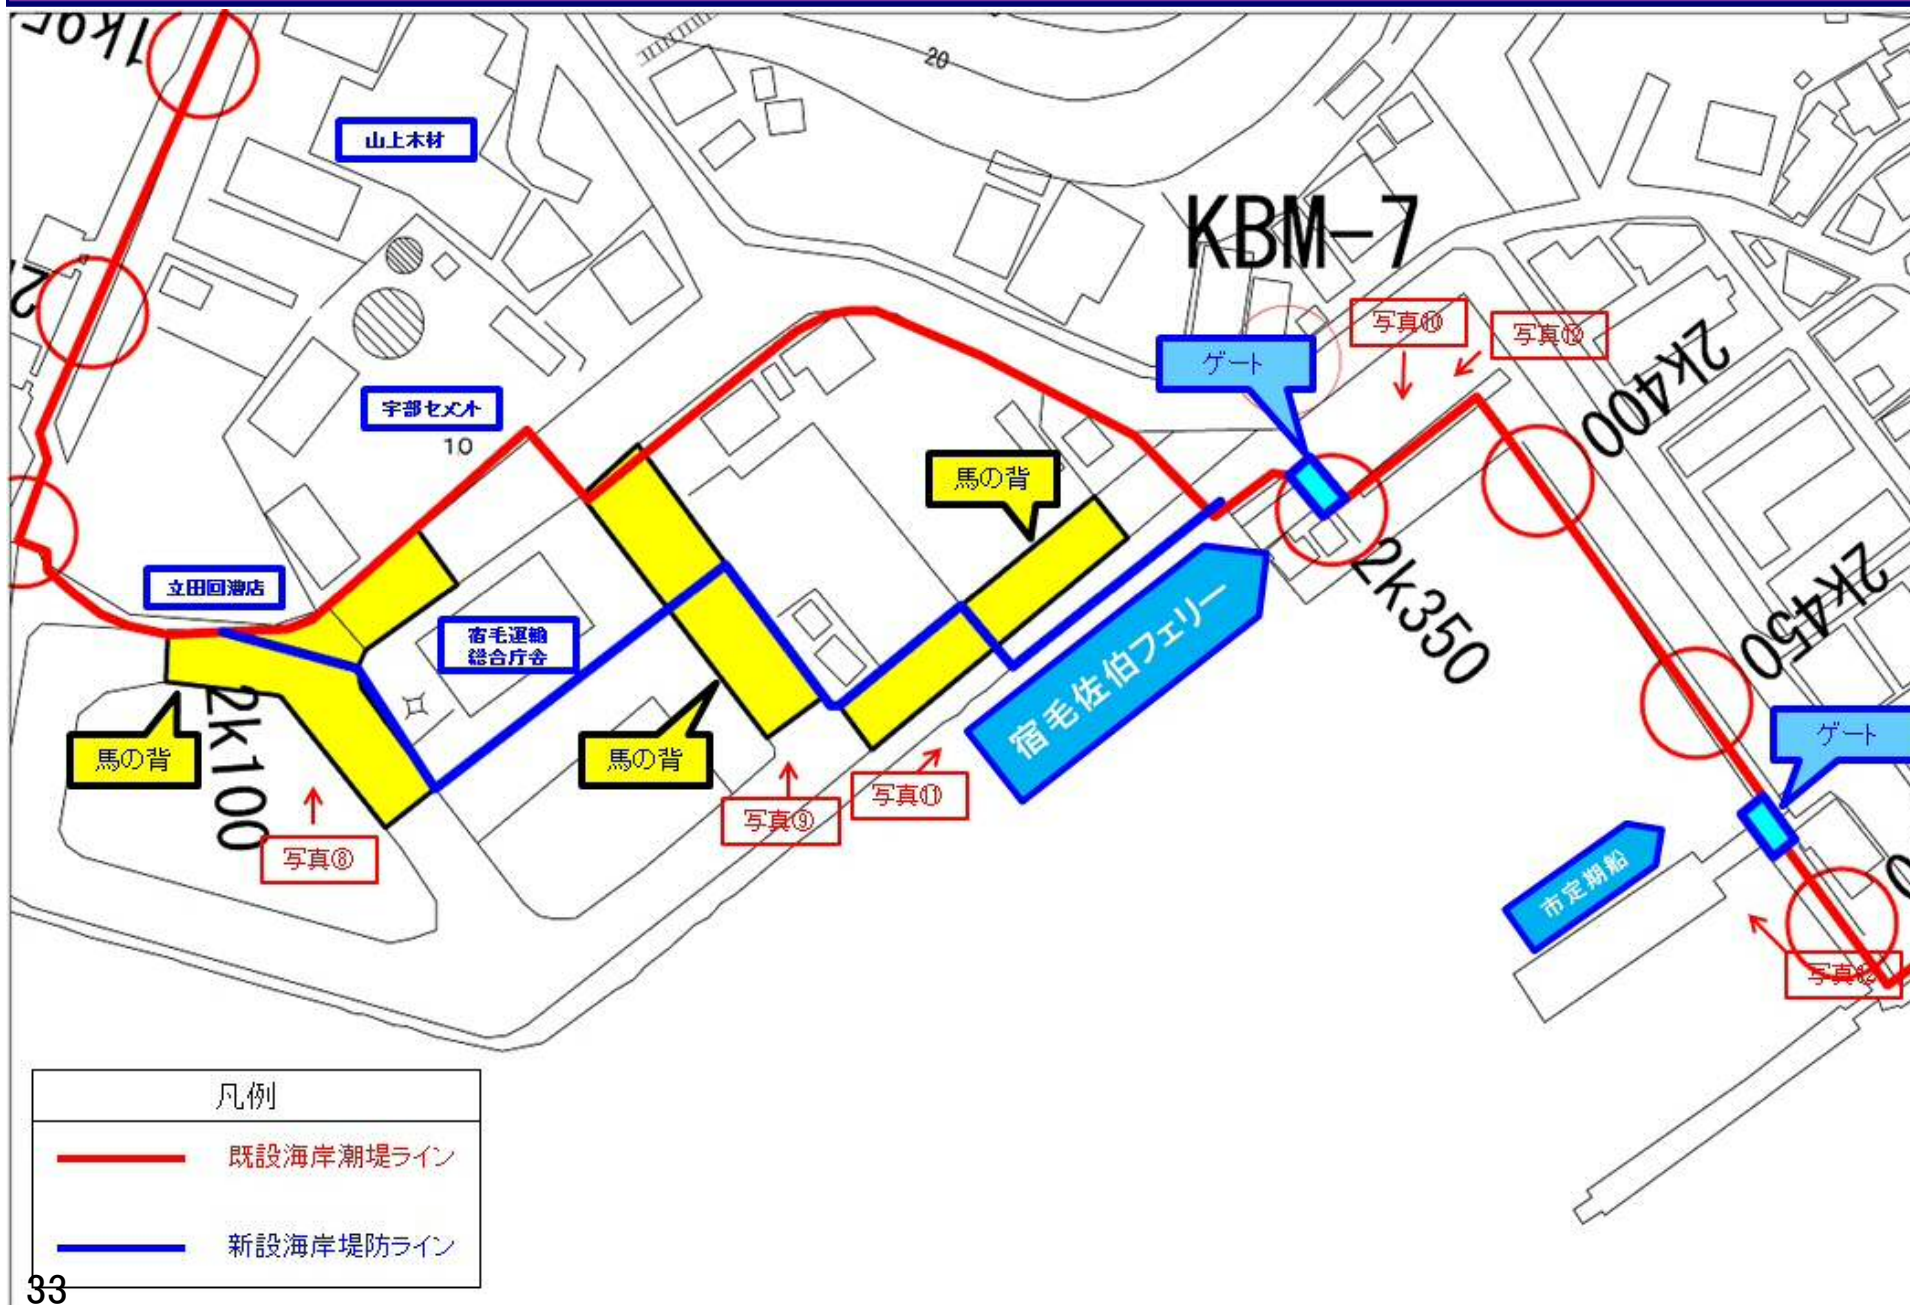 1k95
20
山上木材
KBM-7
写真⑩
写真⑫
ゲート
2k400
宇部セメント
10
馬の背
立田回漕店
宿毛運輸
総合庁舎
2k350
2k450
宿毛佐伯フェリー
2k100
馬の背
馬の背
ゲート
写真⑪
写真⑨
写真⑧
市定期船
凡例
既設海岸潮堤ライン
新設海岸堤防ライン
33